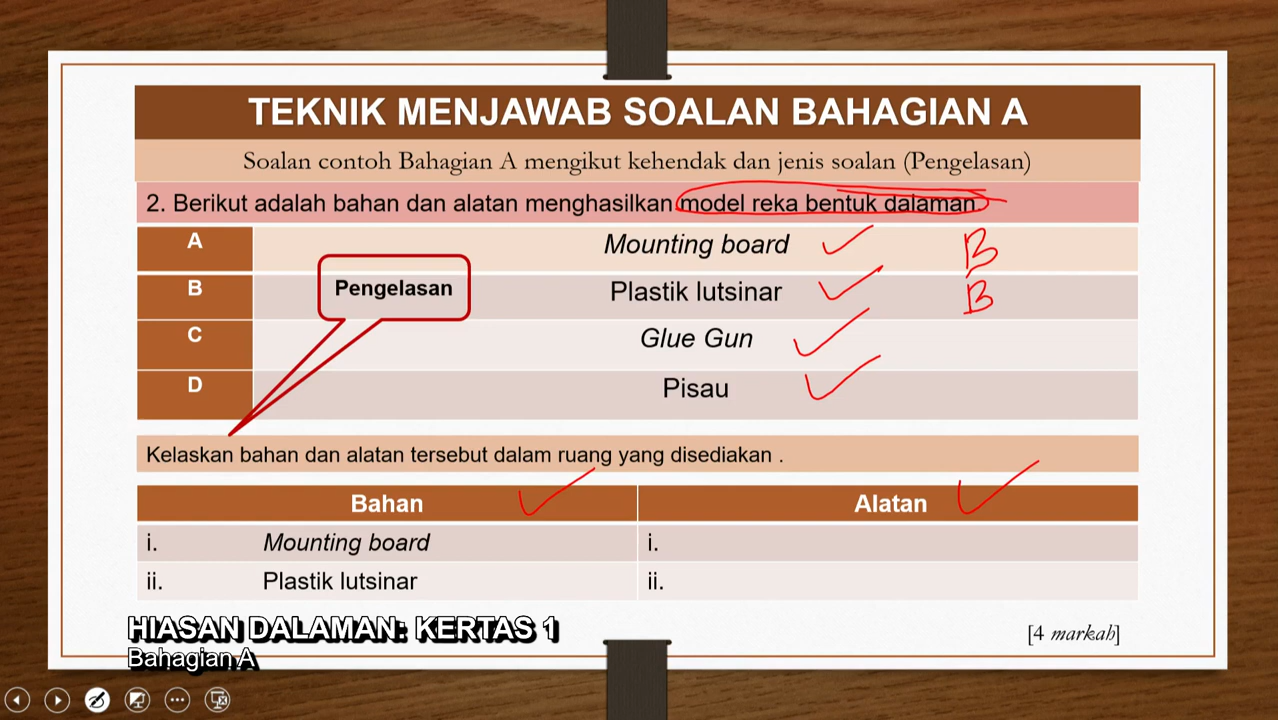 TEKNIK MENJAWAB SOALAN BAHAGIAN A
Soalan contoh Bahagian A mengikut kehendak dan jenis soalan (Pengelasan)
2. Berikut adalah bahan dan alatan menghasilkan model reka bentuk dalaman
A Mounting board B
Pengelasan
B Plastik lutsinar B
C Glue Gun
D Pisau
Kelaskan bahan dan alatan tersebut dalam ruang yang disediakan .
Bahan Alatan
i. Mounting board i.
ii. Plastik lutsinar ii.
HIASAN DALAMAN: KERTAS 1
Bahagian A
[4 markah]